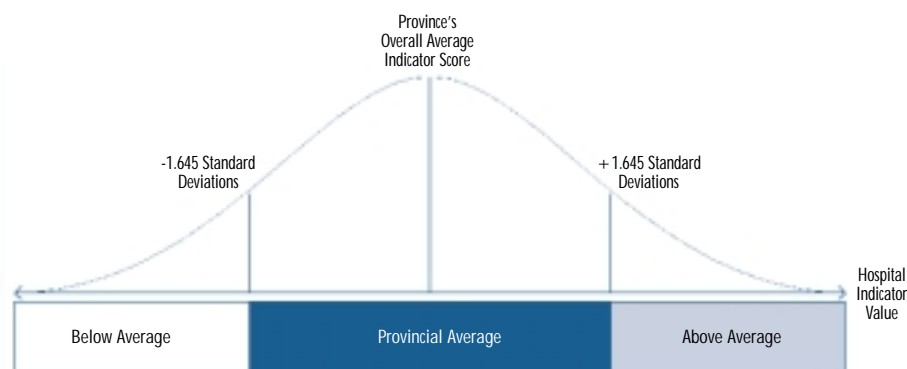 Province's
Overall Average
Indicator Score
-1.645 Standard
Deviations
+1.645 Standard
Deviations
Hospital
Indicator
Value
Below Average
Provincial Average
Above Average